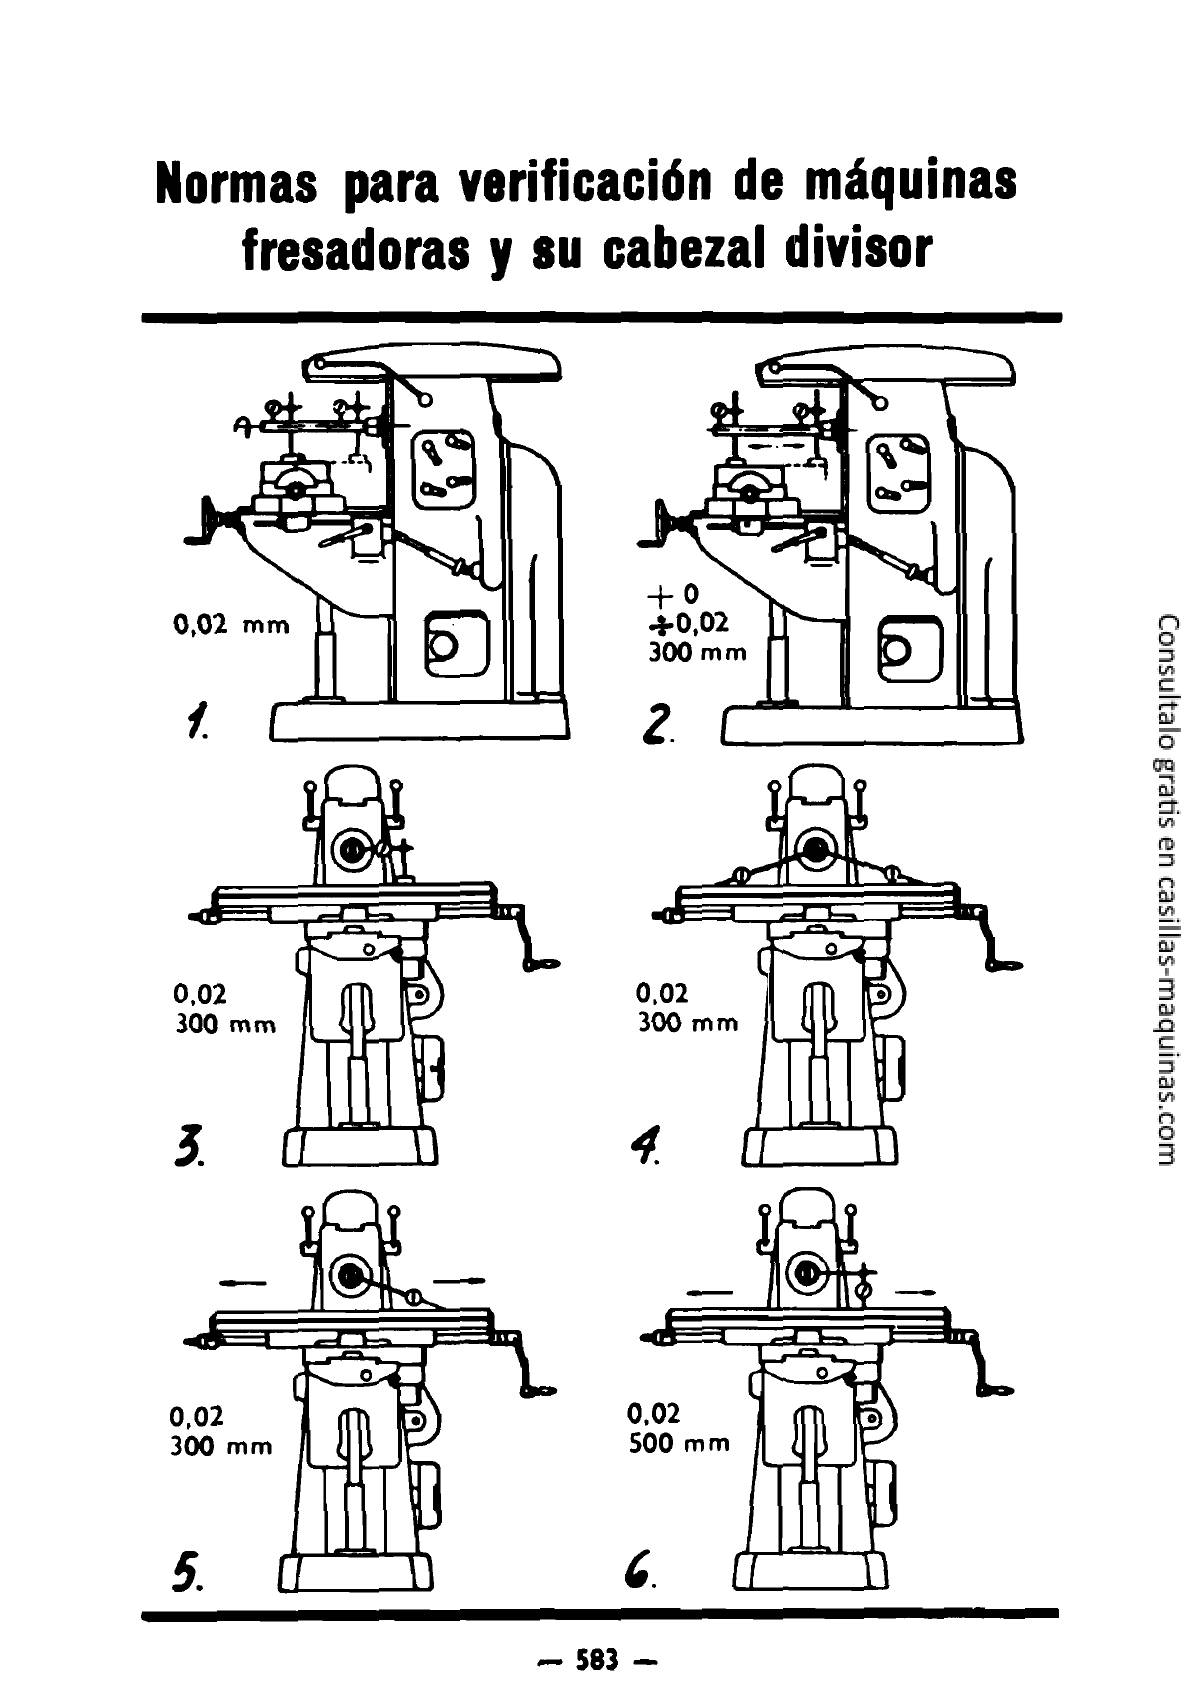 Normas para verificación de máquinas
fresadoras y su cabezal divisor
0,02 mm
1.
+ 0
÷0,02
300 mm
2.
0,02
300 mm
3.
0,02
300 mm
4.
0,02
300 mm
5.
0,02
500 mm
6.
— 583 —
Consultalo gratis en casillas-maquinas.com